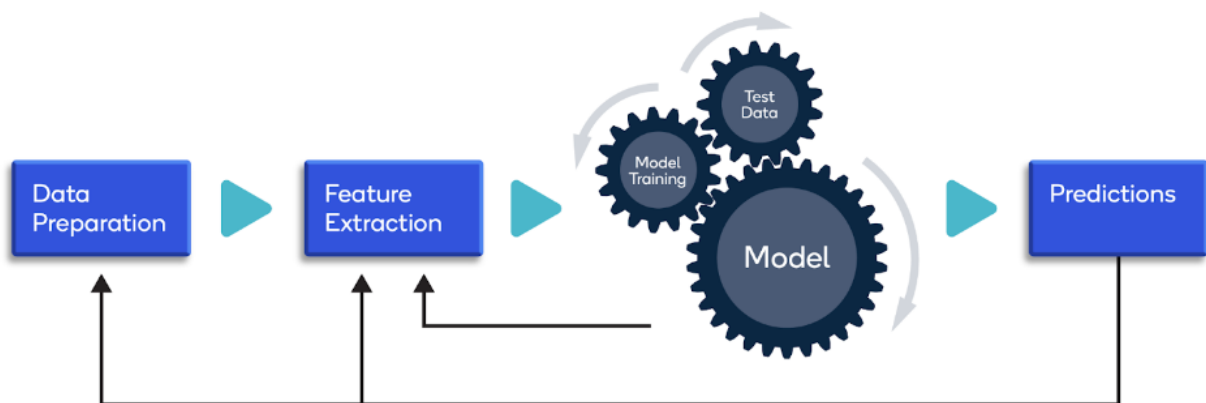 Data
Preparation
Feature
Extraction
Model
Training
Test
Data
Model
Predictions